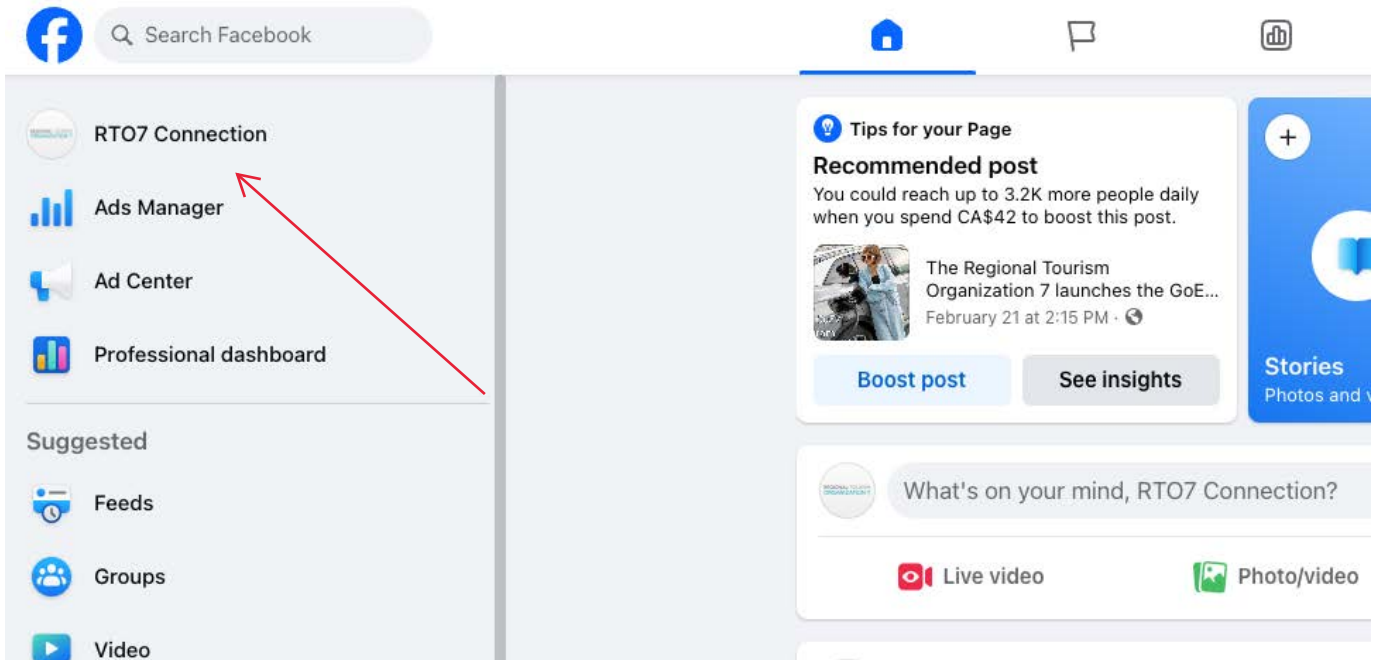 Search Facebook
RTO7 Connection
Ads Manager
Ad Center
Professional dashboard
Suggested
Feeds
Groups
Video
Tips for your Page
Recommended post
You could reach up to 3.2K more people daily
when you spend CA$42 to boost this post.
The Regional Tourism
Organization 7 launches the GoE...
February 21 at 2:15 PM ·
Boost post
See insights
Stories
Photos and
What's on your mind, RTO7 Connection?
Live video
Photo/video